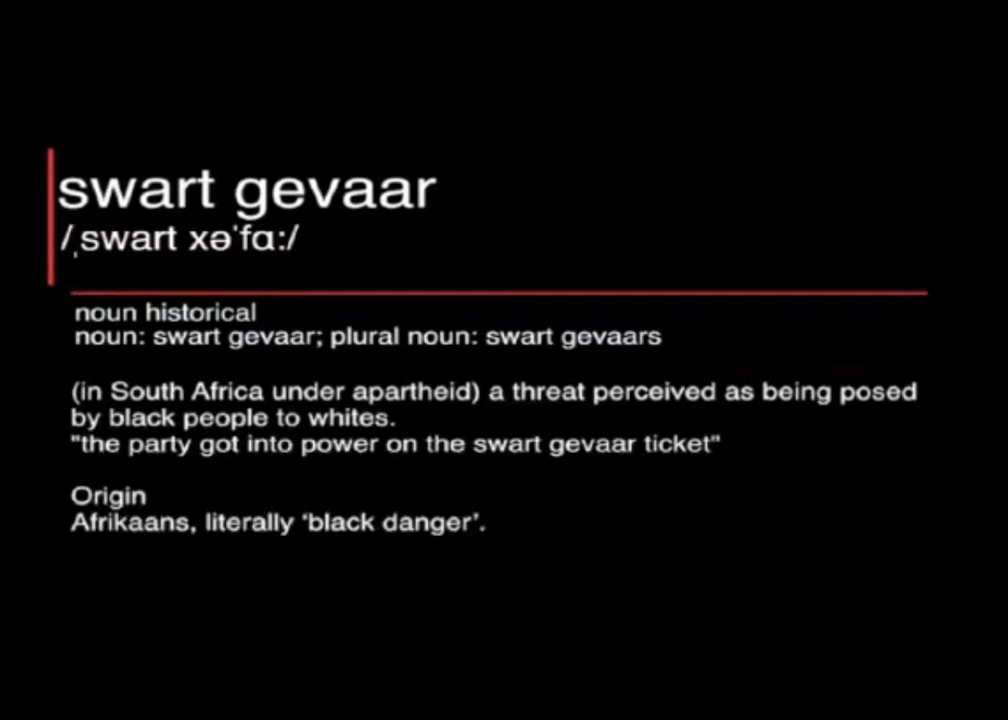 swart gevaar
/ˌswart xəˈfɑː/
noun historical
noun: swart gevaar; plural noun: swart gevaars
(in South Africa under apartheid) a threat perceived as being posed
by black people to whites.
"the party got into power on the swart gevaar ticket"
Origin
Afrikaans, literally ‘black danger’.